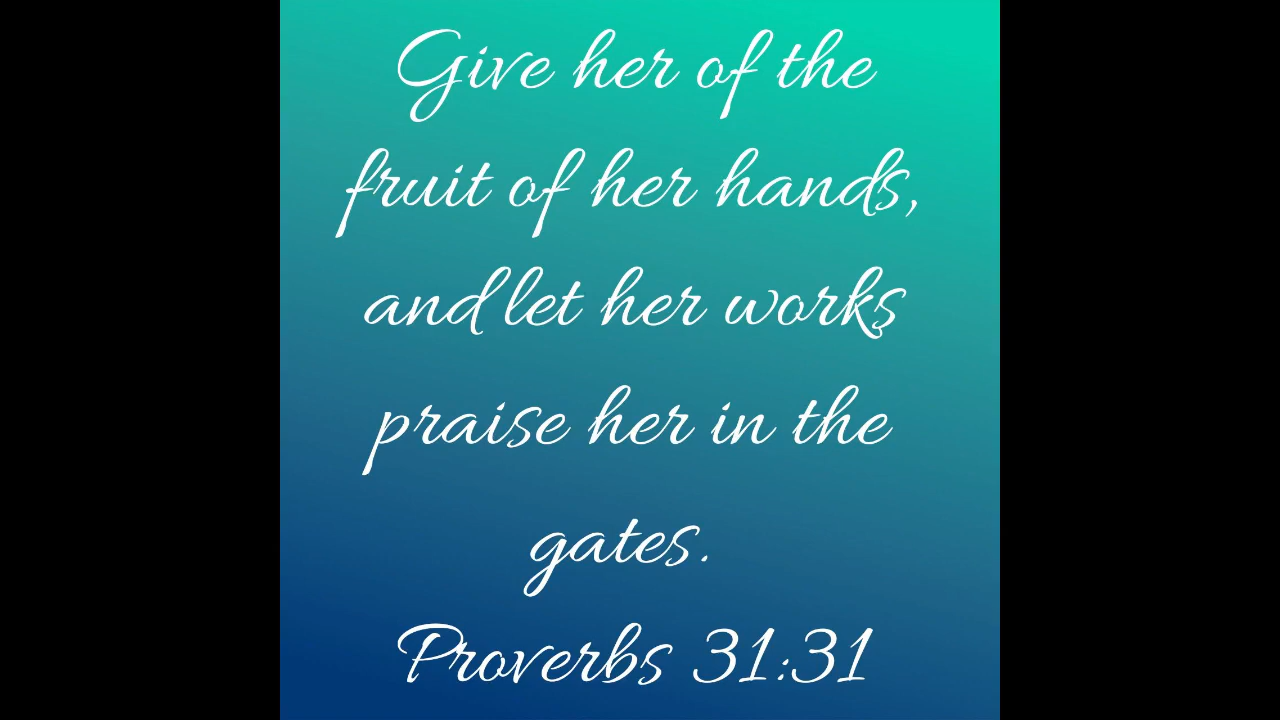 Give her of the
fruit of her hands,
and let her works
praise her in the
gates.
Proverbs 31:31